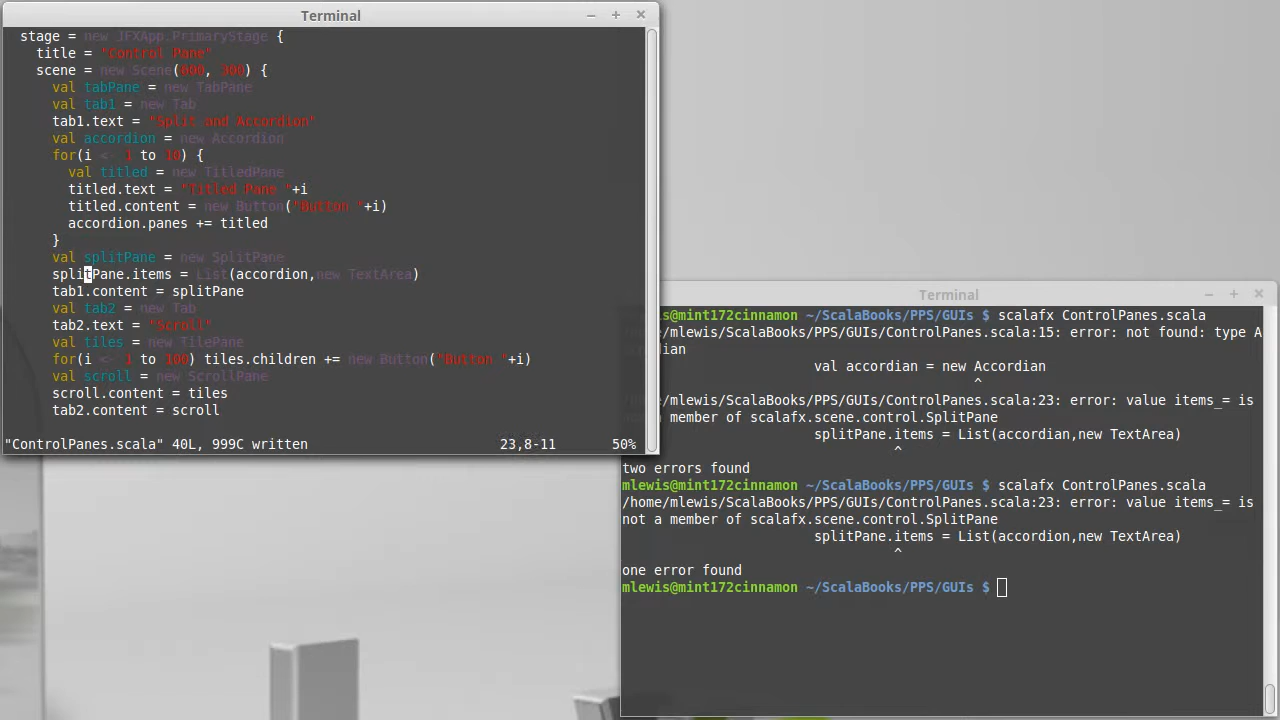 Terminal
stage = new JFXApp.PrimaryStage {
title = "Control Pane"
scene = new Scene(600, 300) {
val tabPane = new TabPane
val tab1 = new Tab
tab1.text = "Split and Accordion"
val accordion = new Accordion
for(i <- 1 to 10) {
val titled = new TitledPane
titled.text = "Titled Pane "+i
titled.content = new Button("Button "+i)
accordion.panes += titled
}
val splitPane = new SplitPane
splitPane.items = List(accordion,new TextArea)
tab1.content = splitPane
val tab2 = new Tab
tab2.text = "Scroll"
val tiles = new TilePane
for(i <- 1 to 100) tiles.children += new Button("Button "+i)
val scroll = new ScrollPane
scroll.content = tiles
tab2.content = scroll
"ControlPanes.scala" 40L, 999C written 23,8-11 50%
Terminal
is@mint172cinnamon ~/ScalaBooks/PPS/GUIs $ scalafx ControlPanes.scala
/mlewis/ScalaBooks/PPS/GUIs/ControlPanes.scala:15: error: not found: type A
dian
val accordian = new Accordian
^
/mlewis/ScalaBooks/PPS/GUIs/ControlPanes.scala:23: error: value items_= is
a member of scalafx.scene.control.SplitPane
splitPane.items = List(accordian,new TextArea)
^
two errors found
mlewis@mint172cinnamon ~/ScalaBooks/PPS/GUIs $ scalafx ControlPanes.scala
/home/mlewis/ScalaBooks/PPS/GUIs/ControlPanes.scala:23: error: value items_= is
not a member of scalafx.scene.control.SplitPane
splitPane.items = List(accordion,new TextArea)
^
one error found
mlewis@mint172cinnamon ~/ScalaBooks/PPS/GUIs $